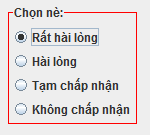 Chọn nè:
Rất hài lòng
Hài lòng
Tạm chấp nhận
Không chấp nhận